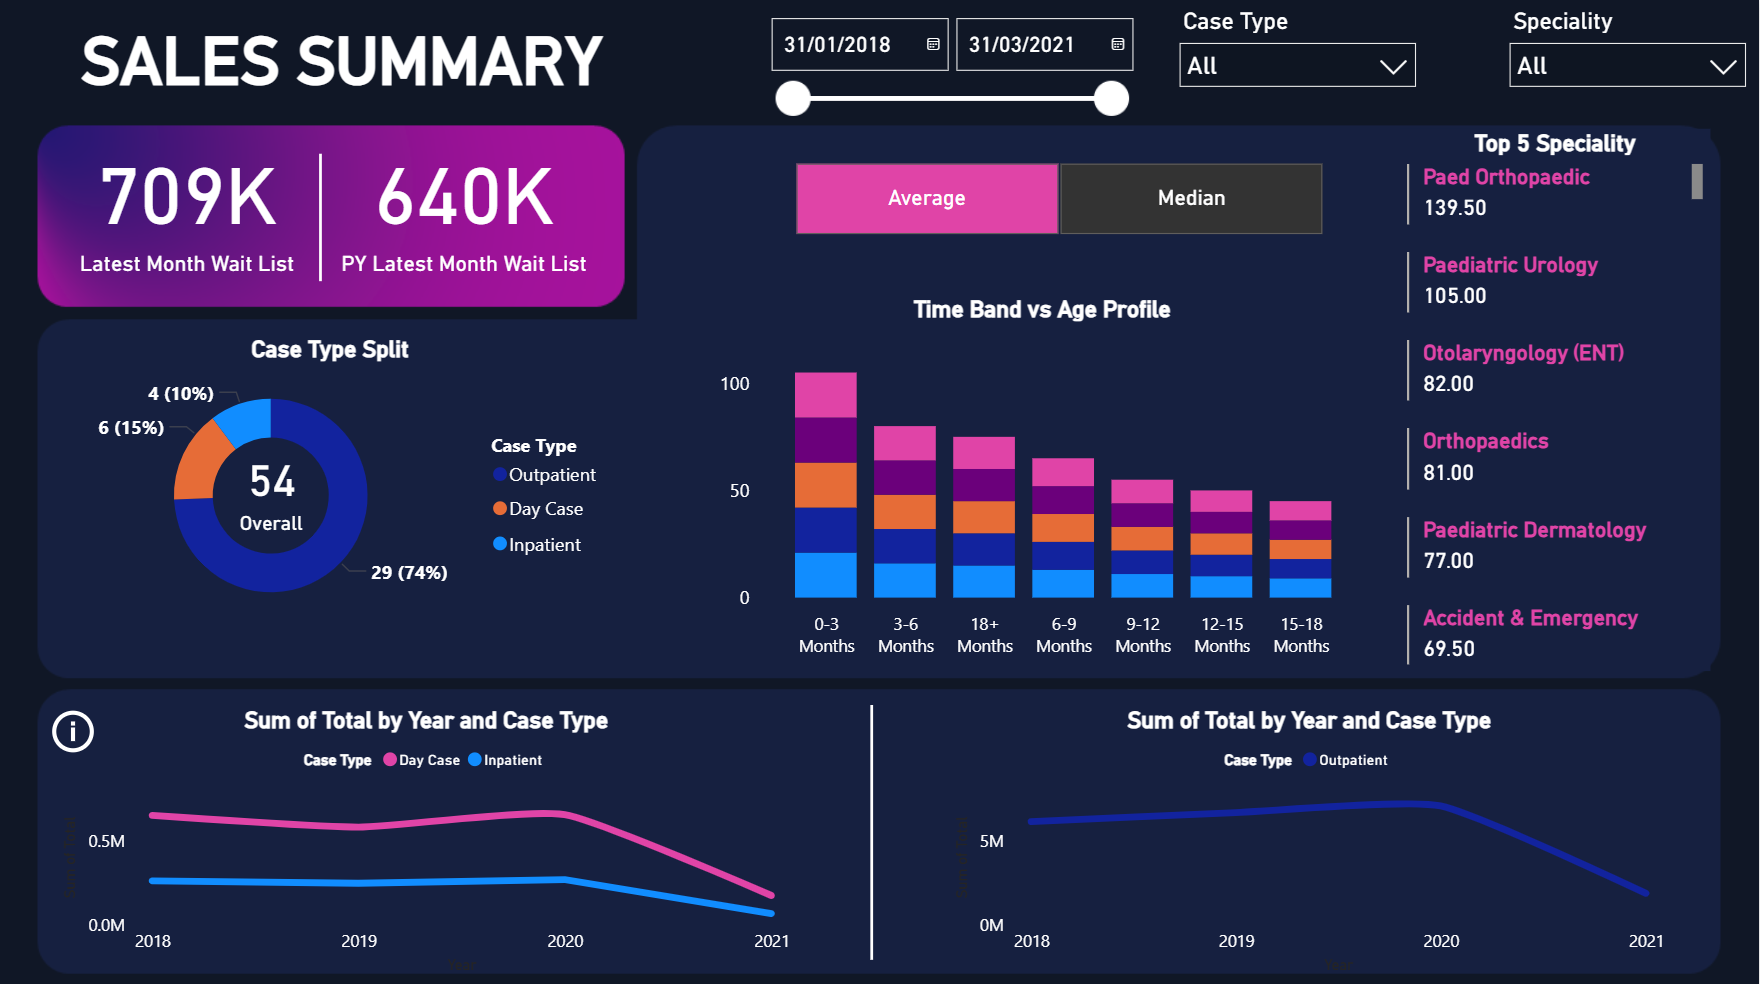 SALES SUMMARY
31/01/2018
31/03/2021
Case Type
All
Speciality
All
709K
Latest Month Wait List
640K
PY Latest Month Wait List
Average
Median
Top 5 Speciality
Paed Orthopaedic
139.50
Paediatric Urology
105.00
Otolaryngology (ENT)
82.00
Orthopaedics
81.00
Paediatric Dermatology
77.00
Accident & Emergency
69.50
Case Type Split
4 (10%)
6 (15%)
54
Overall
29 (74%)
Case Type
Outpatient
Day Case
Inpatient
Time Band vs Age Profile
100
50
0
0-3
Months
3-6
Months
18+
Months
6-9
Months
9-12
Months
12-15
Months
15-18
Months
Sum of Total by Year and Case Type
Case Type Day Case Inpatient
0.5M
0.0M
2018 2019 2020 2021
Sum of Total by Year and Case Type
Case Type Outpatient
5M
0M
2018 2019 2020 2021